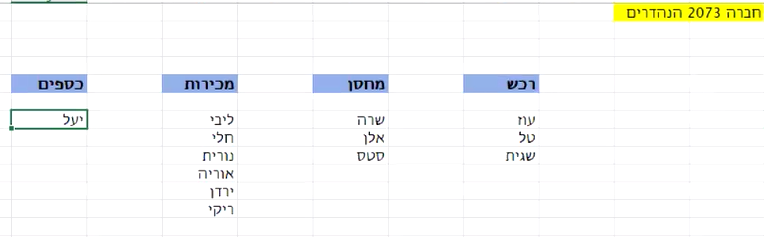 חברה 2073 הנהדרים
רכש מחסן מכירות כספים
עוז שרה ליבי יעל
טל אלן חלי
שגית סטס נורית
אוריה
ירדן
ריקי